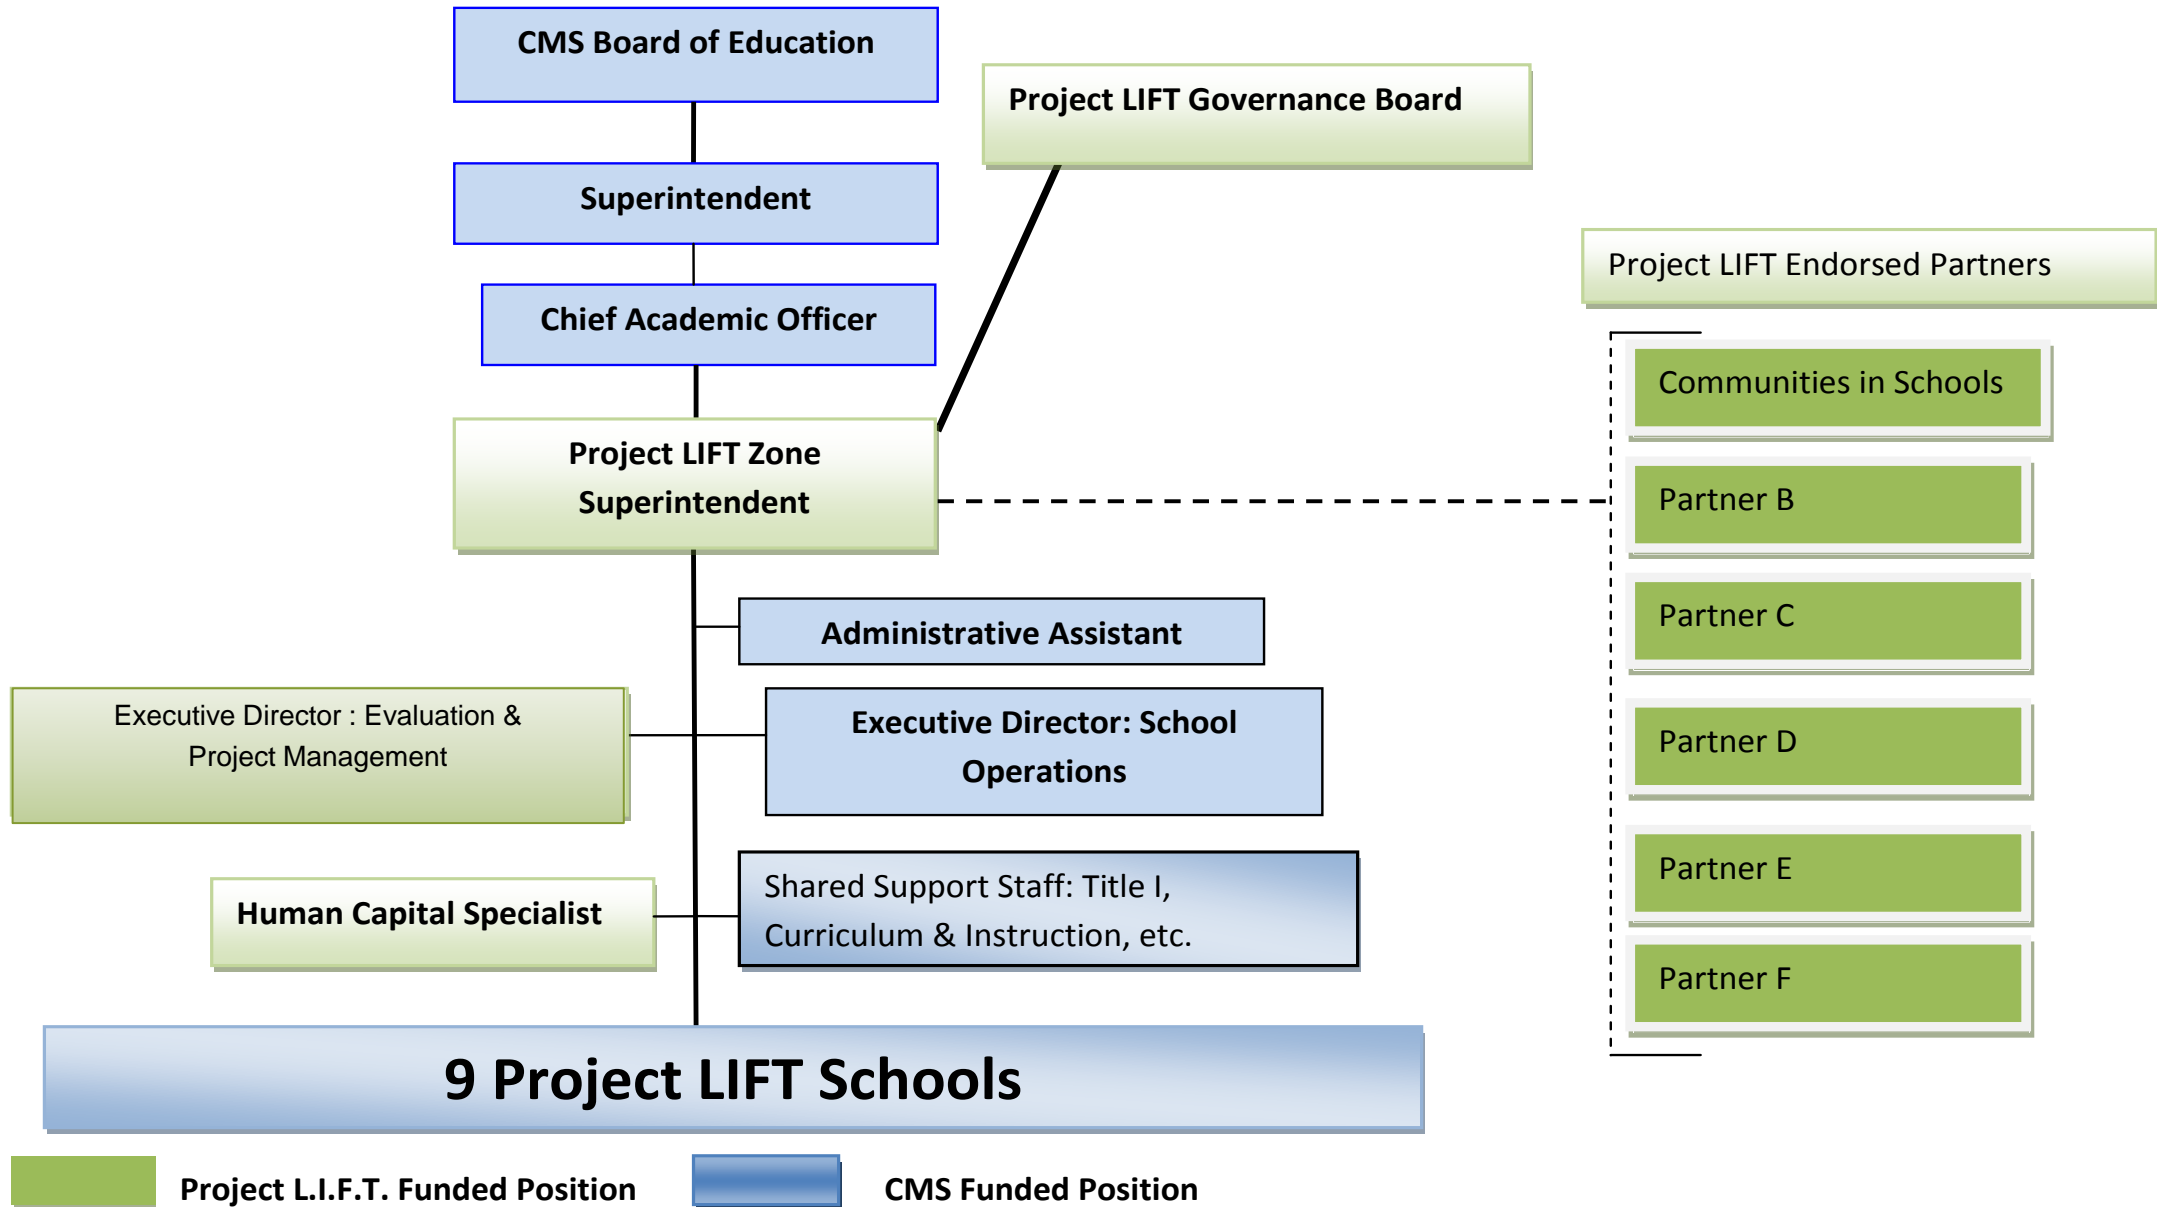 CMS Board of Education
Project LIFT Governance Board
Superintendent
Project LIFT Endorsed Partners
Chief Academic Officer
Communities in Schools
Project LIFT Zone
Superintendent
Partner B
Partner C
Administrative Assistant
Executive Director : Evaluation &
Project Management
Executive Director: School
Operations
Partner D
Partner E
Human Capital Specialist
Shared Support Staff: Title I,
Curriculum & Instruction, etc.
Partner F
9 Project LIFT Schools
Project L.I.F.T. Funded Position
CMS Funded Position